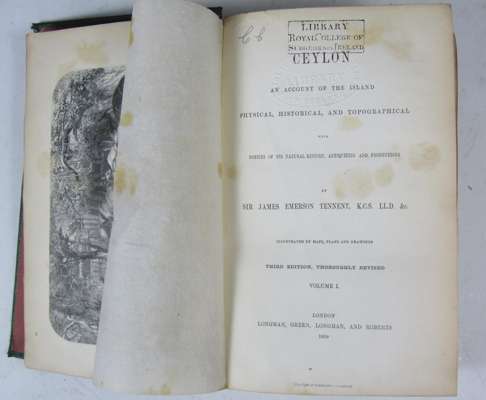 LIBRARY
ROYAL COLLEGE OF
SURGEONS IRELAND
CEYLON
AN ACCOUNT OF THE ISLAND
PHYSICAL, HISTORICAL, AND TOPOGRAPHICAL
WITH
NOTICES OF ITS NATURAL HISTORY, ANTIQUITIES AND PRODUCTIONS
BY
SIR JAMES EMERSON TENNENT, K.C.S. LL.D. &c.
ILLUSTRATED BY MAPS, PLANS AND DRAWINGS
THIRD EDITION, THOROUGHLY REVISED
VOLUME I.
LONDON
LONGMAN, GREEN, LONGMAN, AND ROBERTS
1859